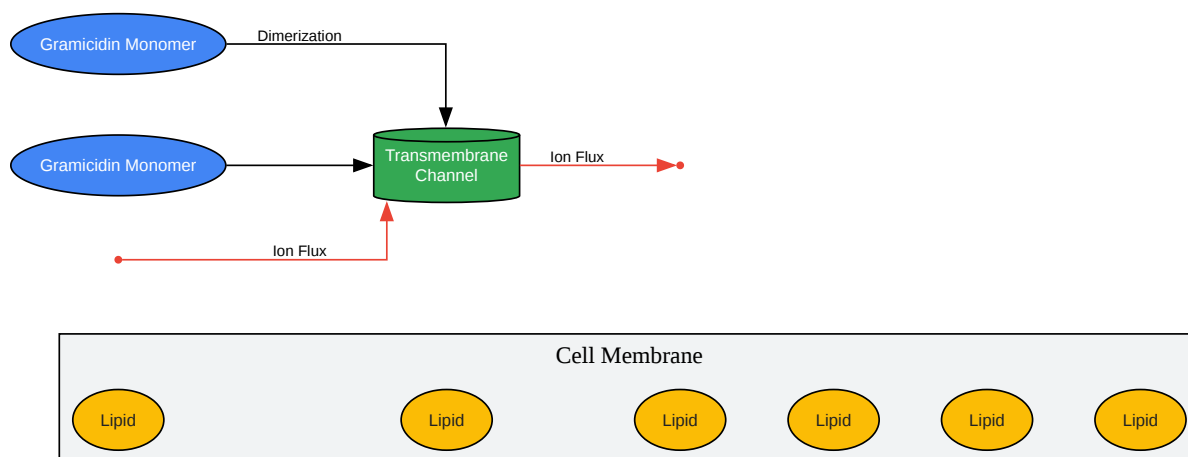 Gramicidin Monomer
Dimerization
Gramicidin Monomer
Transmembrane
Channel
Ion Flux
Ion Flux
Cell Membrane
Lipid
Lipid
Lipid
Lipid
Lipid
Lipid